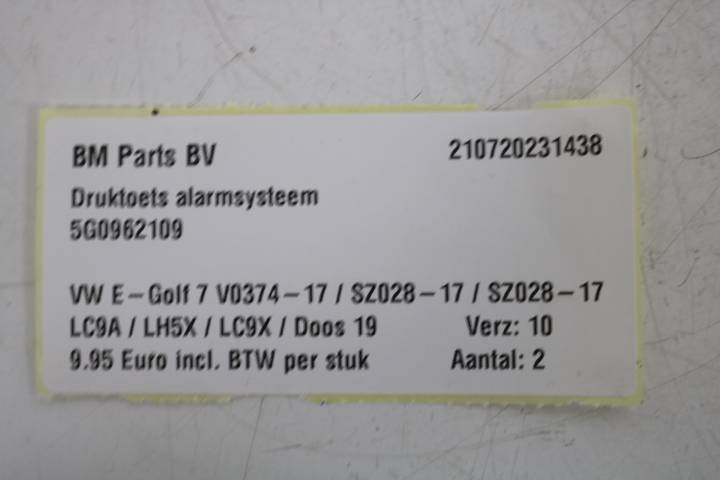 BM Parts BV 210720231438
Druktoets alarmsysteem
5G0962109
VW E-Golf 7 V0374-17 / SZ028-17 / SZ028-17
LC9A / LH5X / LC9X / Doos 19 Verz: 10
9.95 Euro incl. BTW per stuk Aantal: 2